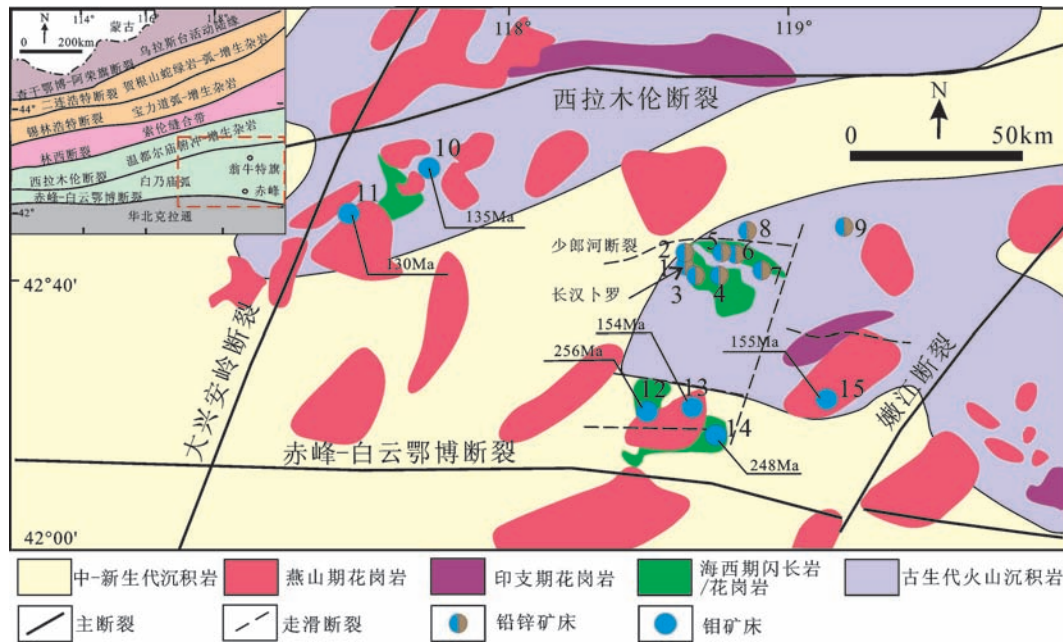 114°
116°
118°
N
蒙古
0 200km
乌拉斯台活动陆缘
查干鄂博-阿荣旗断裂
贺根山蛇绿岩-弧-增生杂岩
44°
二连浩特断裂
宝力道弧-增生杂岩
锡林浩特断裂
索伦缝合带
林西断裂
温都尔庙俯冲-增生杂岩
翁牛特旗
西拉木伦断裂
白乃庙弧
赤峰
赤峰-白云鄂博断裂
42°
华北克拉通
118°
119°
西拉木伦断裂
N
0 50km
10
11
135Ma
130Ma
少郎河断裂
8
9
5
2
6
1
7
长汉卜罗
3
4
42°40'
154Ma
256Ma
155Ma
12
13
15
14
大兴安岭断裂
嫩江断裂
赤峰-白云鄂博断裂
248Ma
42°00'
中-新生代沉积岩
燕山期花岗岩
印支期花岗岩
海西期闪长岩
/花岗岩
古生代火山沉积岩
主断裂
走滑断裂
铅锌矿床
钼矿床